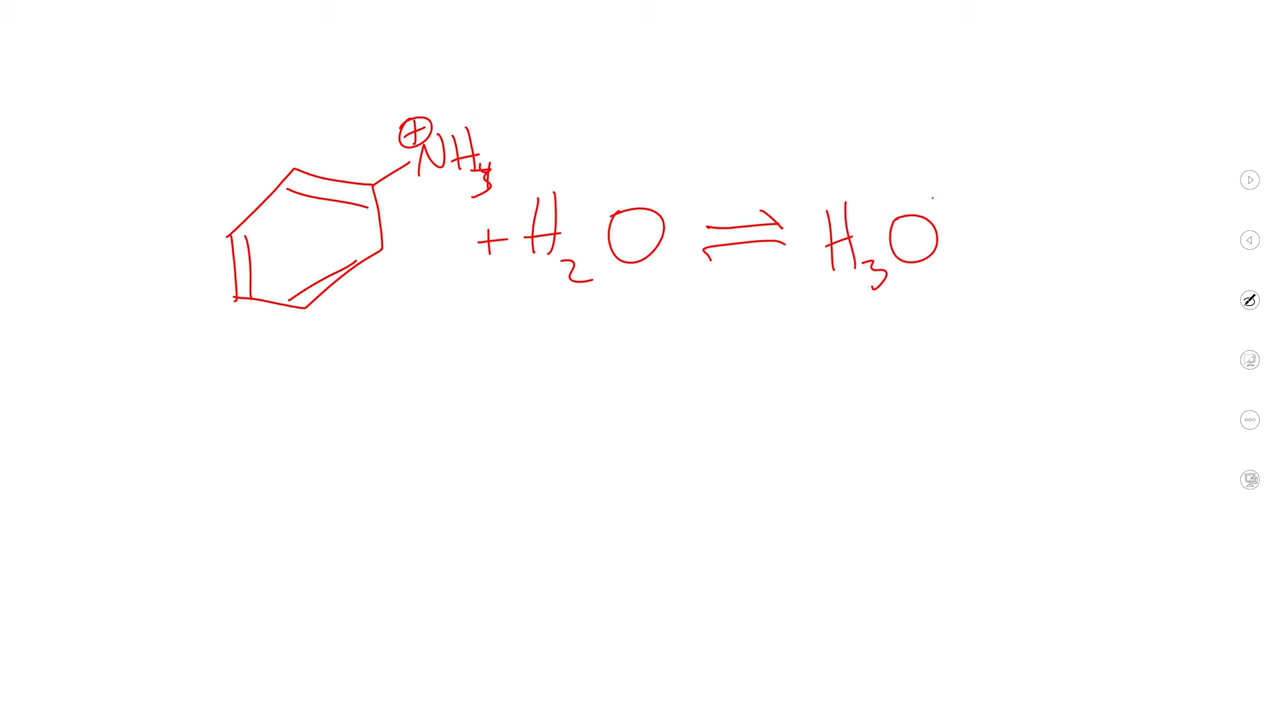 ⊕NH₃
+ H₂O ⇌ H₃O